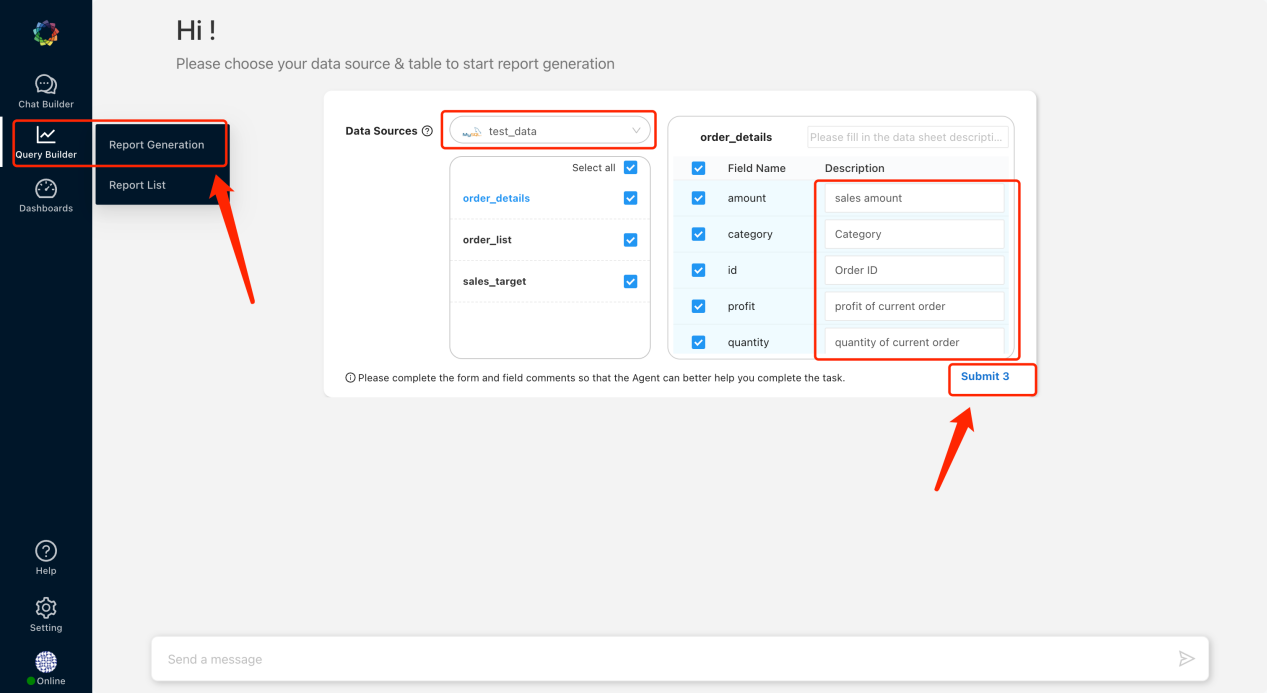 Hi !
Please choose your data source & table to start report generation
Chat Builder
Query Builder
Report Generation
Report List
Dashboards
Data Sources
test_data
Select all
order_details
order_list
sales_target
order_details
Please fill in the data sheet descripti...
Field Name Description
amount sales amount
category Category
id Order ID
profit profit of current order
quantity quantity of current order
Please complete the form and field comments so that the Agent can better help you complete the task.
Submit 3
Help
Setting
Online
Send a message